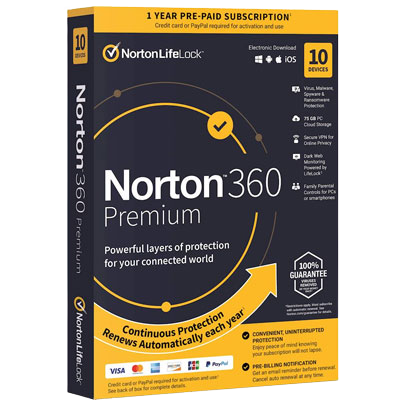 1 YEAR PRE-PAID SUBSCRIPTION*
Credit card or PayPal required for activation and use
10
DEVICES
NortonLifeLock
Norton 360 Premium
NortonLifeLock
Electronic Download
iOS
10
DEVICES
Virus, Malware,
Spyware &
Ransomware
Protection
75 GB PC
Cloud Storage
Secure VPN for
Online Privacy
Dark Web
Monitoring
Powered by
LifeLock†
Family Parental
Controls for PCs
or smartphones
Norton™ 360
Premium
Powerful layers of protection
for your connected world
100%
GUARANTEE
Continuous Protection
Renews Automatically each year*
CONVENIENT, UNINTERRUPTED
PROTECTION
Enjoy peace of mind knowing
your subscription will not lapse.
PRE-BILLING NOTIFICATION
Get an email reminder before renewal.
Cancel auto renewal at any time.
VISA
JCB
PayPal
Credit card or PayPal required for activation and use!
See back of box for complete details.